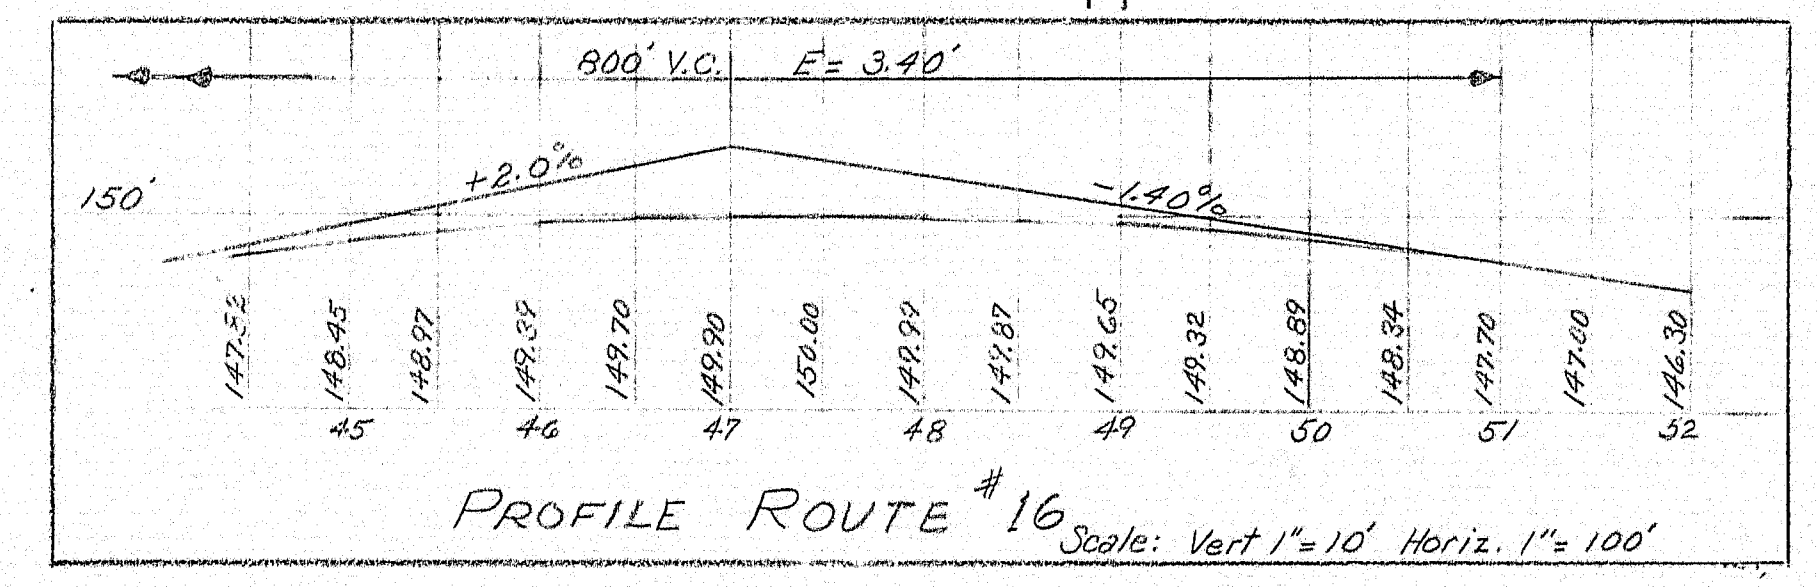 800' V.C. E = 3.40'
+2.0%
-1.40%
150'
147.82 148.45 148.97 149.39 149.70 149.90 150.00 149.99 149.87 149.65 149.32 148.89 148.34 147.70 147.00 146.30
45 46 47 48 49 50 51 52
PROFILE ROUTE #16
Scale: Vert 1"= 10' Horiz. 1"= 100'